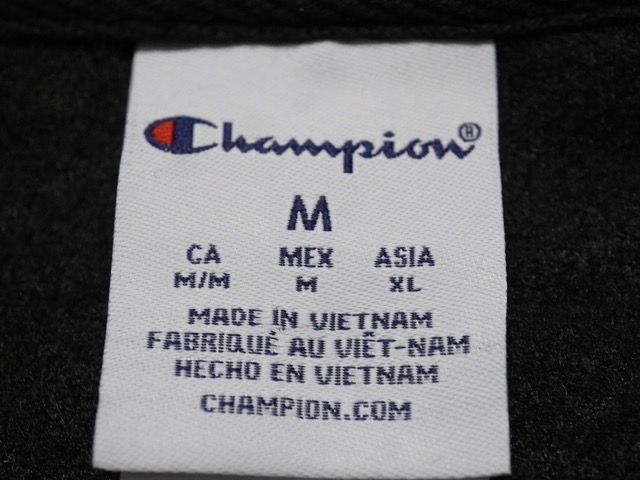 Champion®
M
CA MEX ASIA
M/M M XL
MADE IN VIETNAM
FABRIQUÉ AU VIÊT-NAM
HECHO EN VIETNAM
CHAMPION.COM